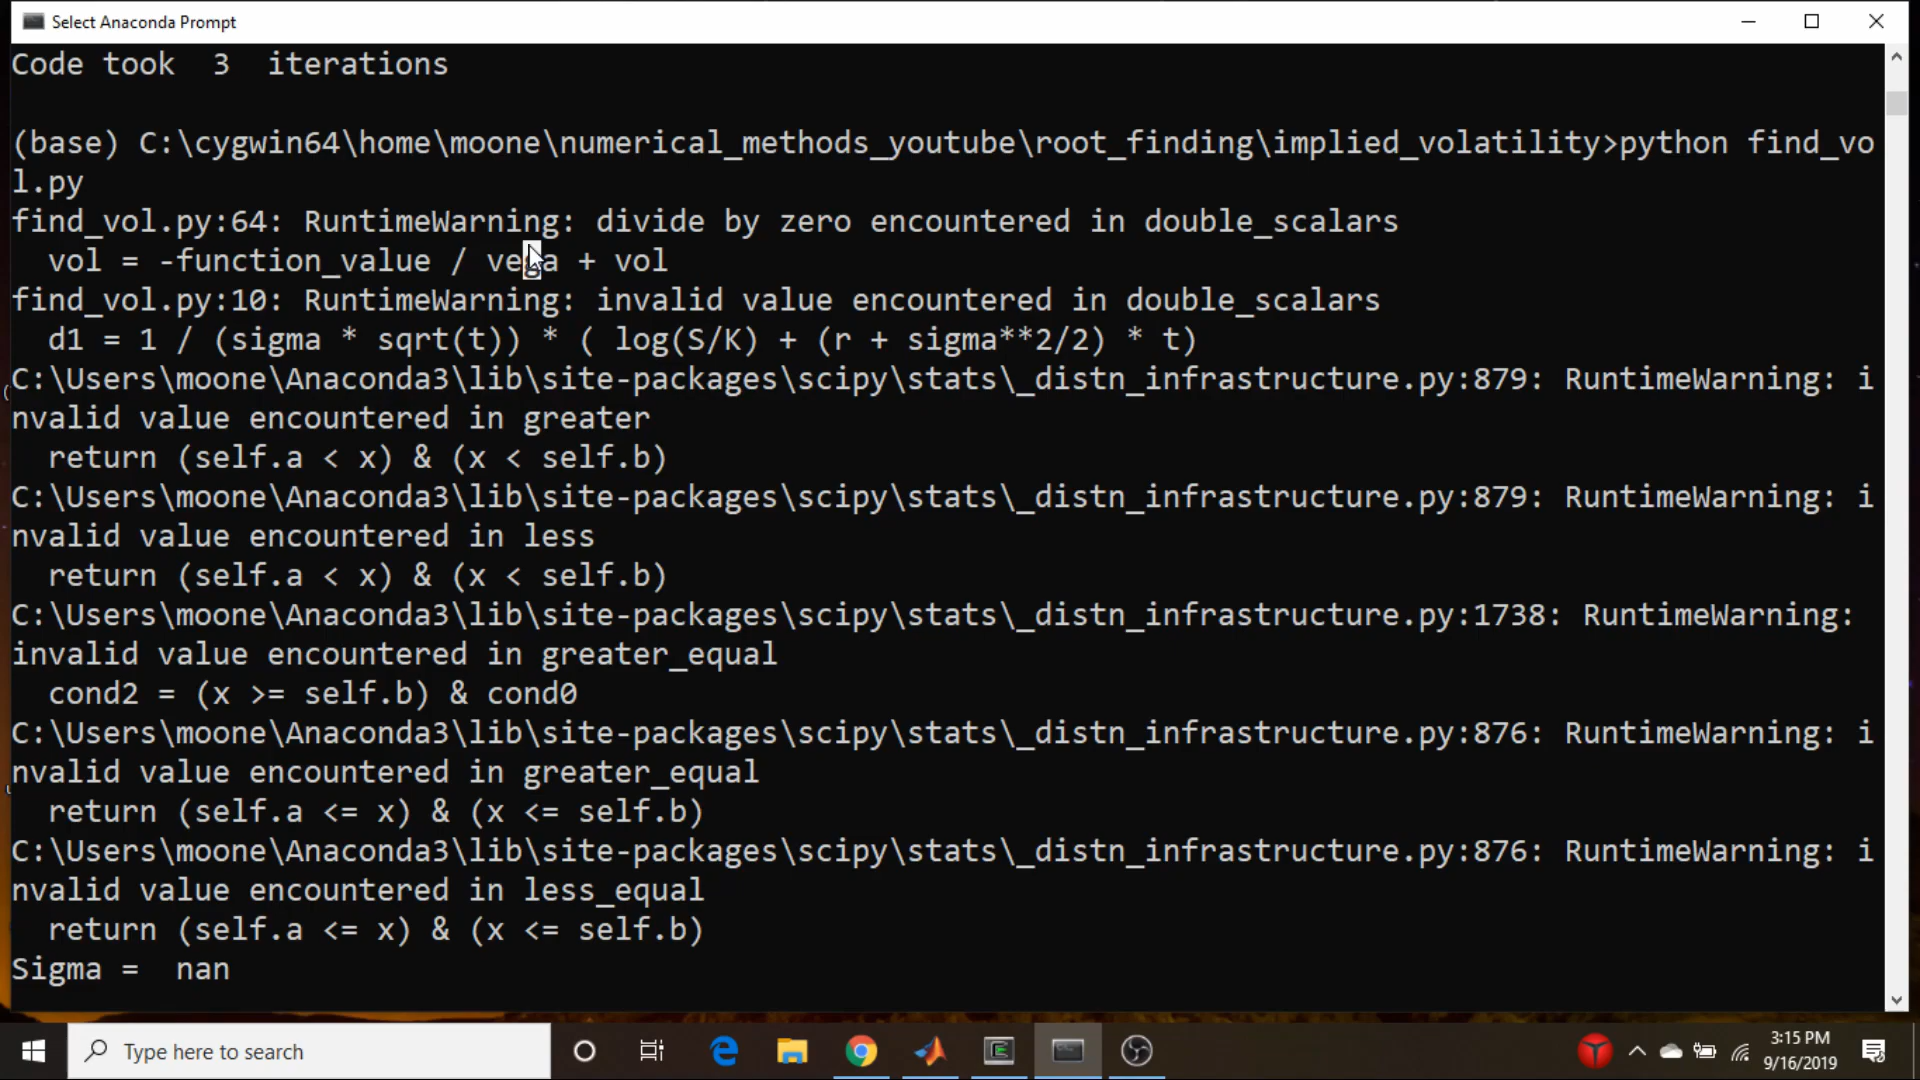 Select Anaconda Prompt
Code took  3  iterations
(base) C:\cygwin64\home\moone\numerical_methods_youtube\root_finding\implied_volatility>python find_vo
l.py
find_vol.py:64: RuntimeWarning: divide by zero encountered in double_scalars
  vol = -function_value / vega + vol
find_vol.py:10: RuntimeWarning: invalid value encountered in double_scalars
  d1 = 1 / (sigma * sqrt(t)) * ( log(S/K) + (r + sigma**2/2) * t)
C:\Users\moone\Anaconda3\lib\site-packages\scipy\stats\_distn_infrastructure.py:879: RuntimeWarning: i
nvalid value encountered in greater
  return (self.a < x) & (x < self.b)
C:\Users\moone\Anaconda3\lib\site-packages\scipy\stats\_distn_infrastructure.py:879: RuntimeWarning: i
nvalid value encountered in less
  return (self.a < x) & (x < self.b)
C:\Users\moone\Anaconda3\lib\site-packages\scipy\stats\_distn_infrastructure.py:1738: RuntimeWarning:
invalid value encountered in greater_equal
  cond2 = (x >= self.b) & cond0
C:\Users\moone\Anaconda3\lib\site-packages\scipy\stats\_distn_infrastructure.py:876: RuntimeWarning: i
nvalid value encountered in greater_equal
  return (self.a <= x) & (x <= self.b)
C:\Users\moone\Anaconda3\lib\site-packages\scipy\stats\_distn_infrastructure.py:876: RuntimeWarning: i
nvalid value encountered in less_equal
  return (self.a <= x) & (x <= self.b)
Sigma =  nan
Type here to search
3:15 PM
9/16/2019